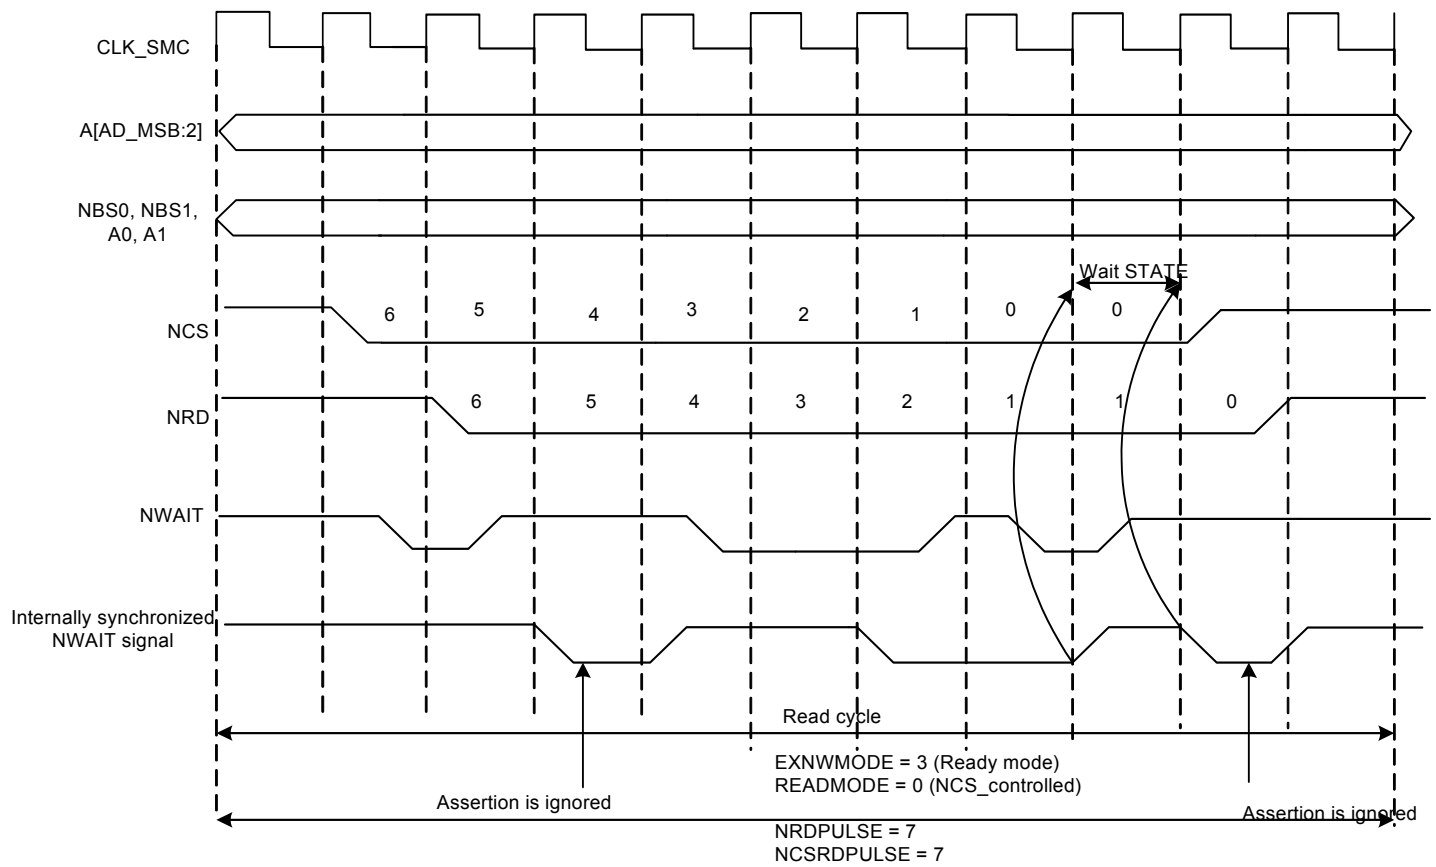 CLK_SMC
A[AD_MSB:2]
NBS0, NBS1,
A0, A1
Wait STATE
NCS
6 5 4 3 2 1 0 0
NRD
6 5 4 3 2 1 1 0
NWAIT
Internally synchronized
NWAIT signal
Read cycle
EXNWMODE = 3 (Ready mode)
READMODE = 0 (NCS_controlled)
Assertion is ignored
Assertion is ignored
NRDPULSE = 7
NCSRDPULSE = 7